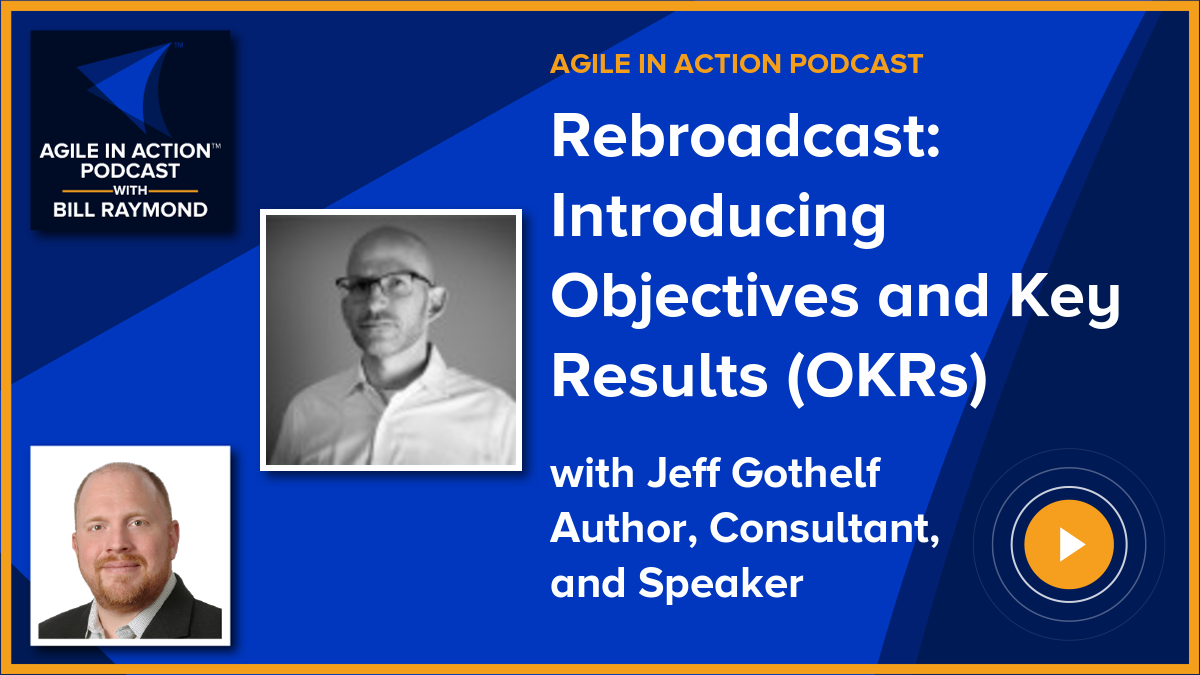 ™
AGILE IN ACTION™
PODCAST
WITH
BILL RAYMOND
AGILE IN ACTION PODCAST
Rebroadcast:
Introducing
Objectives and Key
Results (OKRs)
with Jeff Gothelf
Author, Consultant,
and Speaker